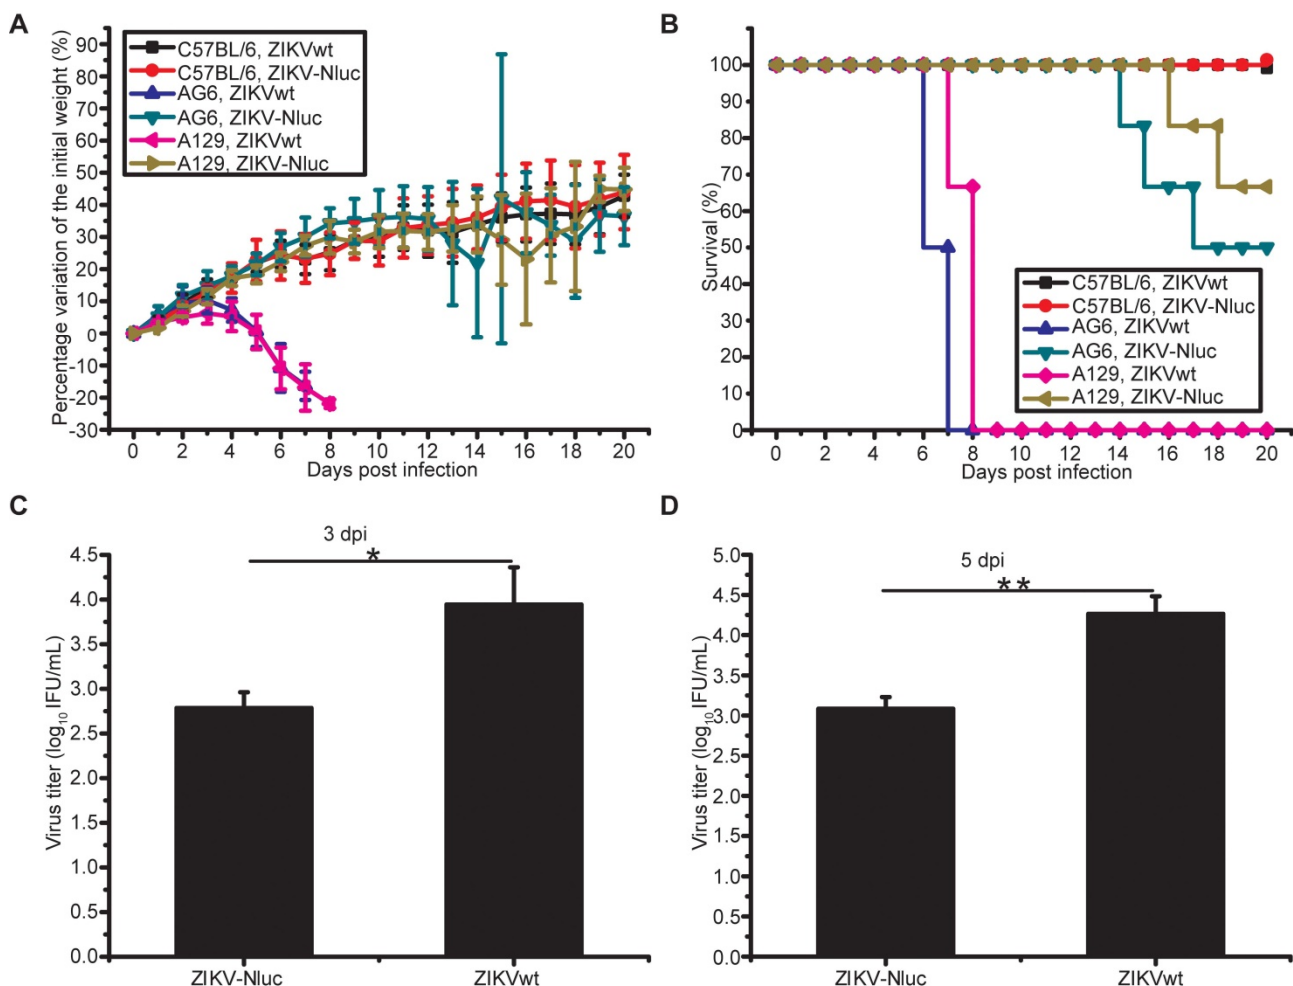 A
Percentage variation of the initial weight (%)
90
80
70
60
50
40
30
20
10
0
-10
-20
-30
C57BL/6, ZIKVwt
C57BL/6, ZIKV-Nluc
AG6, ZIKVwt
AG6, ZIKV-Nluc
A129, ZIKVwt
A129, ZIKV-Nluc
0 2 4 6 8 10 12 14 16 18 20
Days post infection
B
Survival (%)
100
90
80
70
60
50
40
30
20
10
0
C57BL/6, ZIKVwt
C57BL/6, ZIKV-Nluc
AG6, ZIKVwt
AG6, ZIKV-Nluc
A129, ZIKVwt
A129, ZIKV-Nluc
0 2 4 6 8 10 12 14 16 18 20
Days post infection
C
3 dpi
*
Virus titer (log10 IFU/mL)
4.5
4.0
3.5
3.0
2.5
2.0
1.5
1.0
0.5
0.0
ZIKV-Nluc ZIKVwt
D
5 dpi
**
Virus titer (log10 IFU/mL)
5.0
4.5
4.0
3.5
3.0
2.5
2.0
1.5
1.0
0.5
0.0
ZIKV-Nluc ZIKVwt